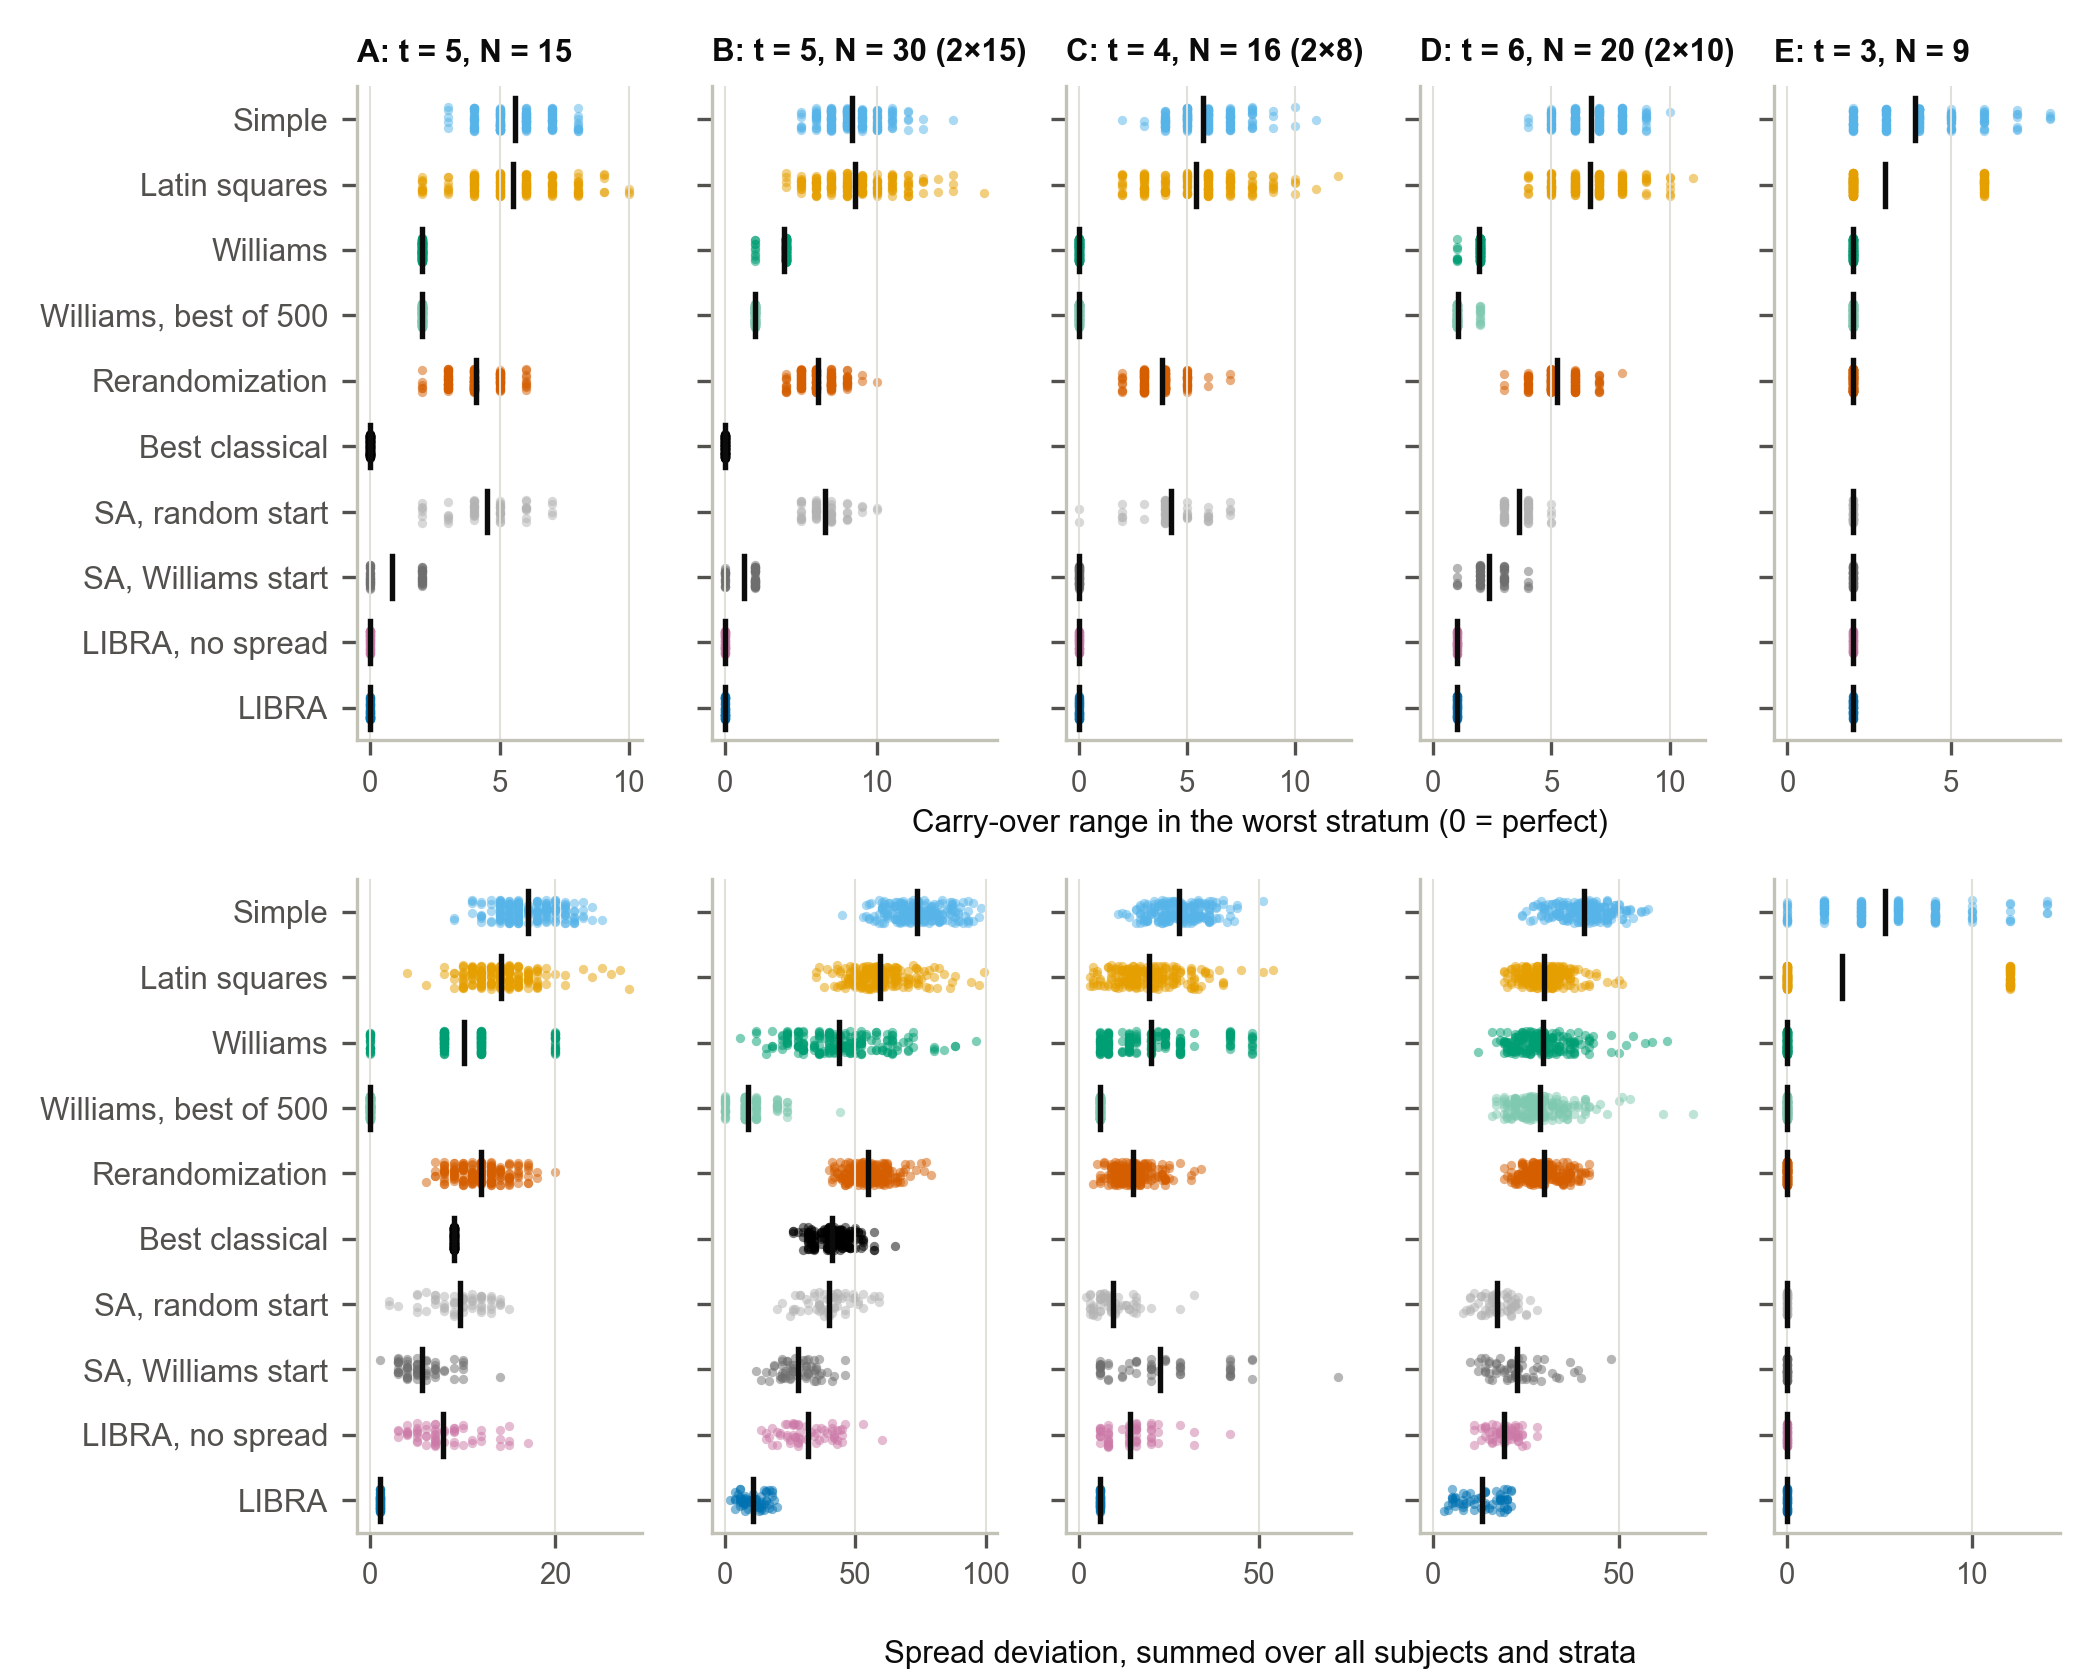 A: t = 5, N = 15
B: t = 5, N = 30 (2×15)
C: t = 4, N = 16 (2×8)
D: t = 6, N = 20 (2×10)
E: t = 3, N = 9
Simple
Latin squares
Williams
Williams, best of 500
Rerandomization
Best classical
SA, random start
SA, Williams start
LIBRA, no spread
LIBRA
0 5 10
0 10
0 5 10
0 5 10
0 5
Carry-over range in the worst stratum (0 = perfect)
Simple
Latin squares
Williams
Williams, best of 500
Rerandomization
Best classical
SA, random start
SA, Williams start
LIBRA, no spread
LIBRA
0 20
0 50 100
0 50
0 50
0 10
Spread deviation, summed over all subjects and strata